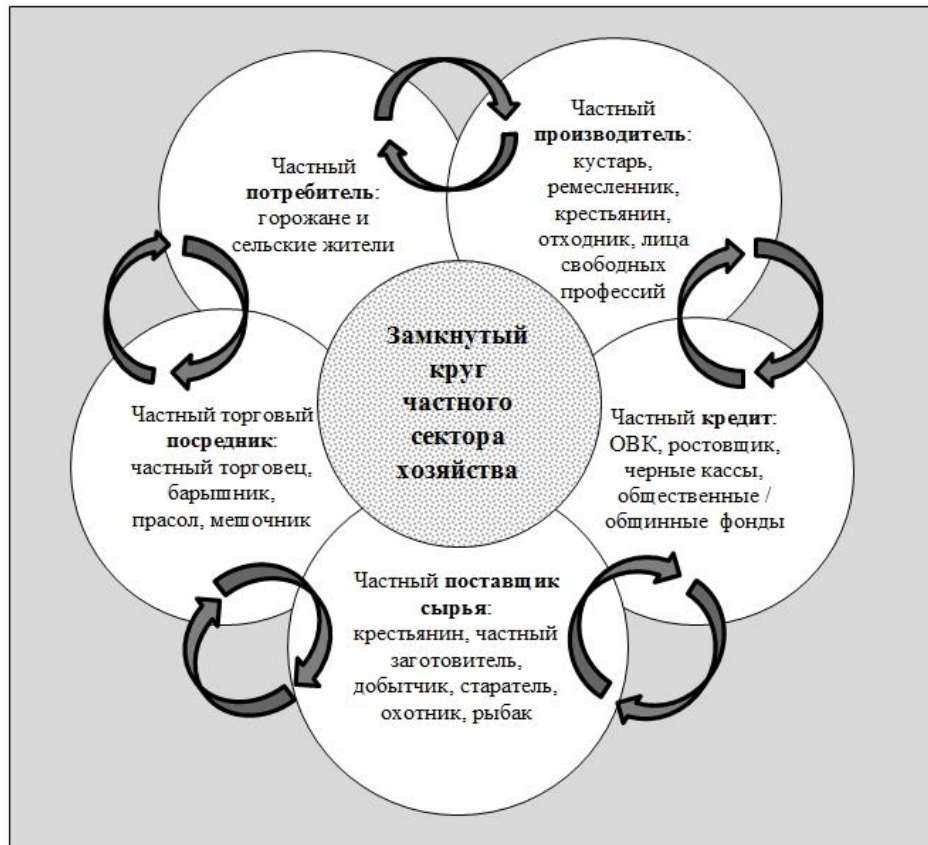 Частный
потребитель:
горожане и
сельские жители
Частный
производитель:
кустарь,
ремесленник,
крестьянин,
отходник, лица
свободных
профессий
Замкнутый
круг
частного
сектора
хозяйства
Частный торговый
посредник:
частный торговец,
барышник,
прасол, мешочник
Частный кредит:
ОВК, ростовщик,
черные кассы,
общественные /
общинные фонды
Частный поставщик
сырья:
крестьянин, частный
заготовитель,
добытчик, старатель,
охотник, рыбак